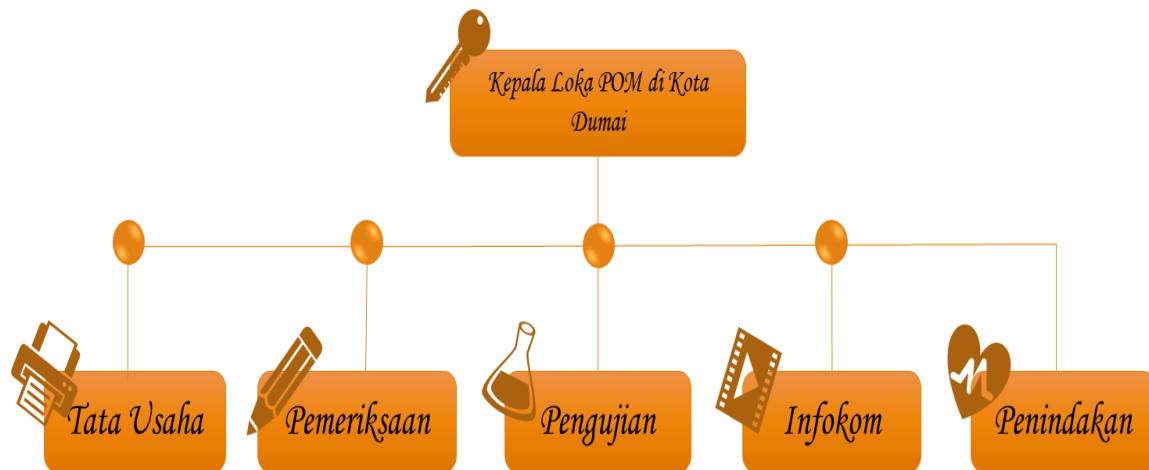 Kepala Loka POM di Kota
Dumai
Tata Usaha
Pemeriksaan
Pengujian
Infokom
Penindakan